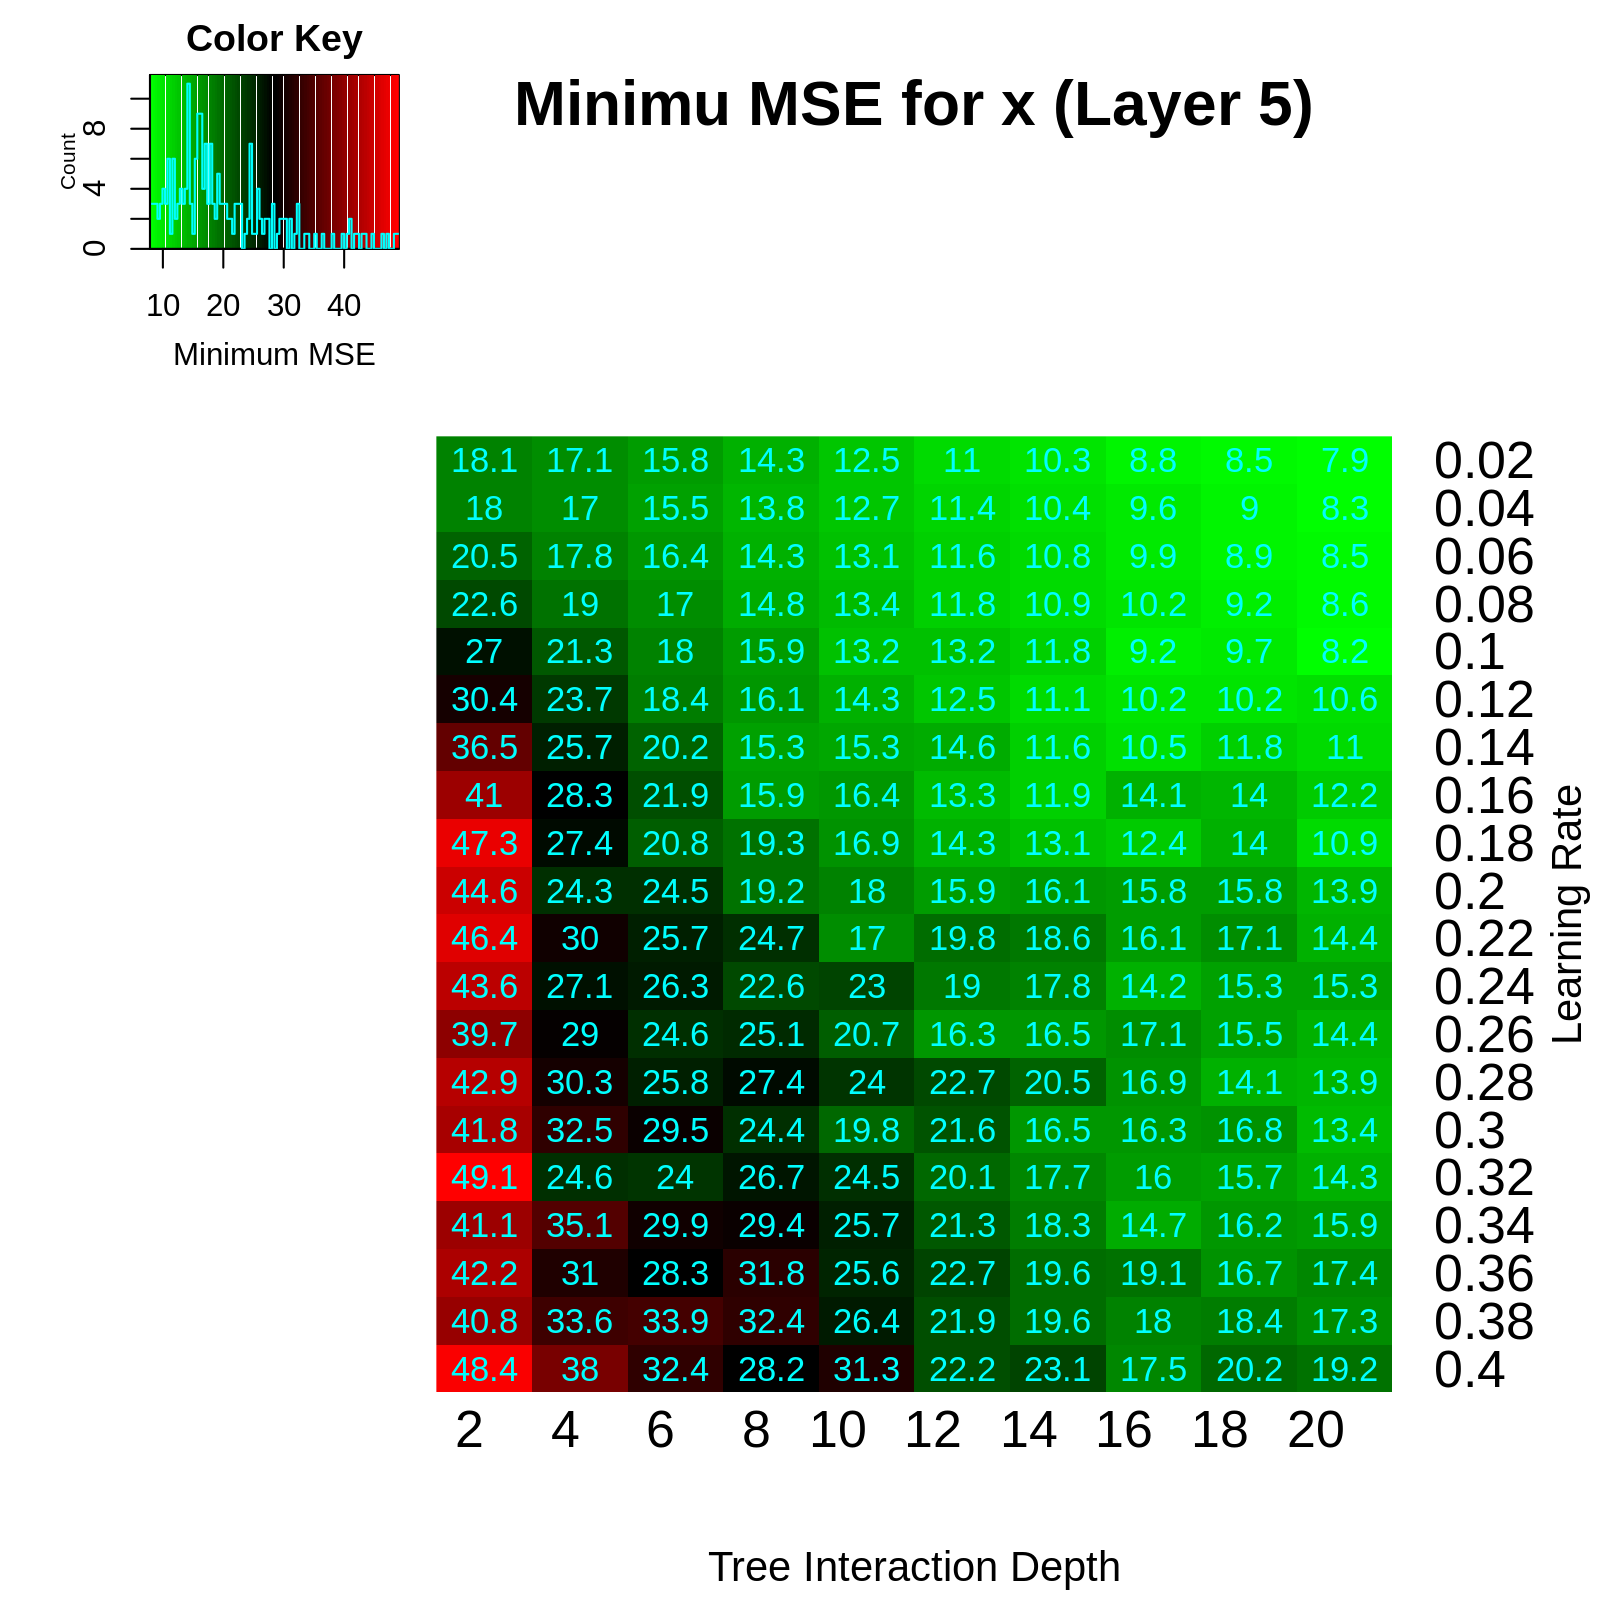 Color Key
Count
0 4 8
10 20 30 40
Minimum MSE
Minimu MSE for x (Layer 5)
18.1 17.1 15.8 14.3 12.5 11 10.3 8.8 8.5 7.9 0.02
18 17 15.5 13.8 12.7 11.4 10.4 9.6 9 8.3 0.04
20.5 17.8 16.4 14.3 13.1 11.6 10.8 9.9 8.9 8.5 0.06
22.6 19 17 14.8 13.4 11.8 10.9 10.2 9.2 8.6 0.08
27 21.3 18 15.9 13.2 13.2 11.8 9.2 9.7 8.2 0.1
30.4 23.7 18.4 16.1 14.3 12.5 11.1 10.2 10.2 10.6 0.12
36.5 25.7 20.2 15.3 15.3 14.6 11.6 10.5 11.8 11 0.14
41 28.3 21.9 15.9 16.4 13.3 11.9 14.1 14 12.2 0.16
47.3 27.4 20.8 19.3 16.9 14.3 13.1 12.4 14 10.9 0.18
44.6 24.3 24.5 19.2 18 15.9 16.1 15.8 15.8 13.9 0.2
46.4 30 25.7 24.7 17 19.8 18.6 16.1 17.1 14.4 0.22
43.6 27.1 26.3 22.6 23 19 17.8 14.2 15.3 15.3 0.24
39.7 29 24.6 25.1 20.7 16.3 16.5 17.1 15.5 14.4 0.26
42.9 30.3 25.8 27.4 24 22.7 20.5 16.9 14.1 13.9 0.28
41.8 32.5 29.5 24.4 19.8 21.6 16.5 16.3 16.8 13.4 0.3
49.1 24.6 24 26.7 24.5 20.1 17.7 16 15.7 14.3 0.32
41.1 35.1 29.9 29.4 25.7 21.3 18.3 14.7 16.2 15.9 0.34
42.2 31 28.3 31.8 25.6 22.7 19.6 19.1 16.7 17.4 0.36
40.8 33.6 33.9 32.4 26.4 21.9 19.6 18 18.4 17.3 0.38
48.4 38 32.4 28.2 31.3 22.2 23.1 17.5 20.2 19.2 0.4
2 4 6 8 10 12 14 16 18 20
Learning Rate
Tree Interaction Depth